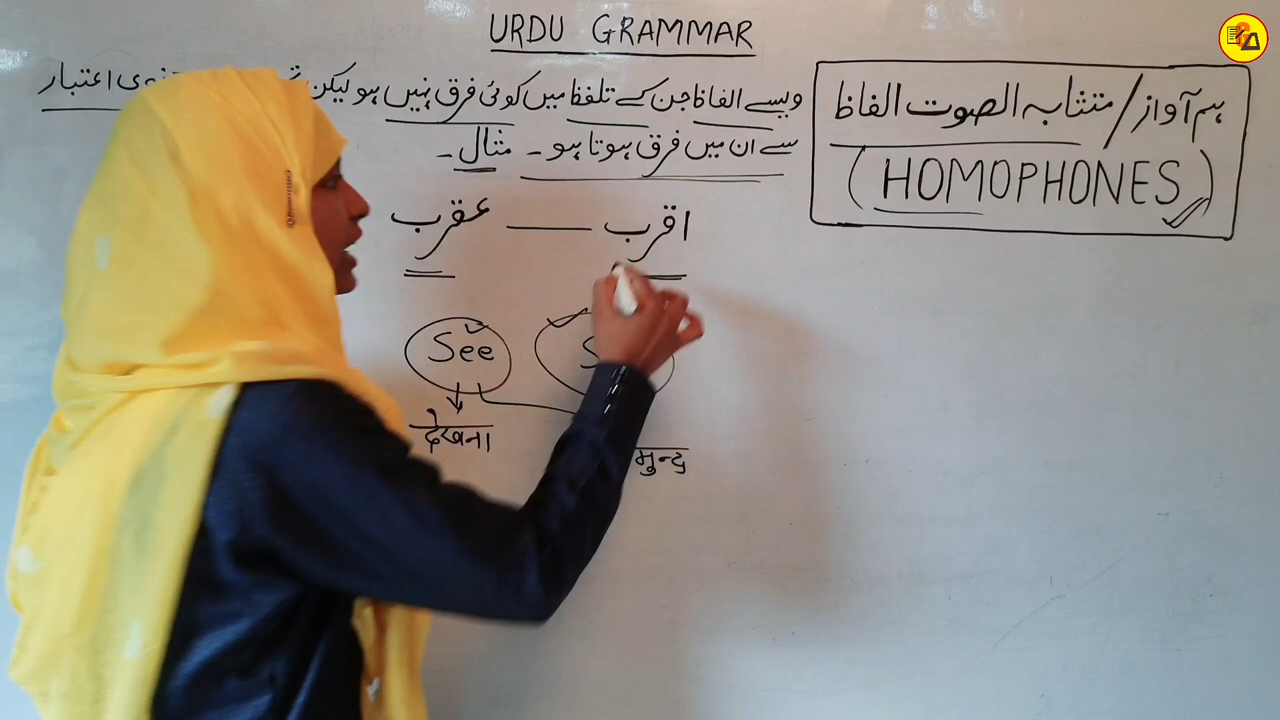 URDU GRAMMAR
ہم آواز / متشابہ الصوت الفاظ
(HOMOPHONES)
ویسے الفاظ جن کے تلفظ میں کوئی فرق نہیں ہو لیکن اعتبار
سے ان میں فرق ہوتا ہو۔ مثال۔
اقرب — عقرب
See S
देखना